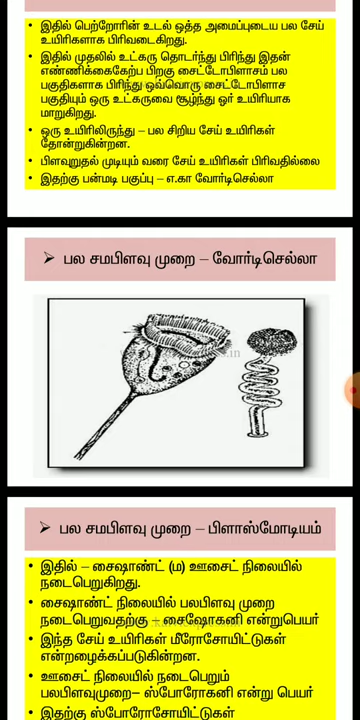 • இதில் பெற்றோரின் உடல் ஒத்த அமைப்புடைய பல சேய்
உயிரிகளாக பிரிவடைகிறது.
• இதில் முதலில் உட்கரு தொடர்ந்து பிரிந்து இதன்
எண்ணிக்கைகேற்ப பிறகு சைட்டோபிளாசம் பல
பகுதிகளாக பிரிந்து ஒவ்வொரு சைட்டோபிளாச
பகுதியும் ஒரு உட்கருவை சூழ்ந்து ஓர் உயிரியாக
மாறுகிறது.
• ஒரு உயிரிலிருந்து – பல சிறிய சேய் உயிரிகள்
தோன்றுகின்றன.
• பிளவுறுதல் முடியும் வரை சேய் உயிரிகள் பிரிவதில்லை
• இதற்கு பன்மடி பகுப்பு – எ.கா வோர்டிசெல்லா
➢ பல சமபிளவு முறை – வோர்டிசெல்லா
➢ பல சமபிளவு முறை – பிளாஸ்மோடியம்
• இதில் – சைஷாண்ட் (ம) ஊசைட் நிலையில்
நடைபெறுகிறது.
• சைஷாண்ட் நிலையில் பலபிளவு முறை
நடைபெறுவதற்கு – சைஷோகனி என்றுபெயர்
• இந்த சேய் உயிரிகள் மீரோசோயிட்டுகள்
என்றழைக்கப்படுகின்றன.
• ஊசைட் நிலையில் நடைபெறும்
பலபிளவுமுறை– ஸ்போரோகனி என்று பெயர்
• இதற்கு ஸ்போரோசோயிட்டுகள்